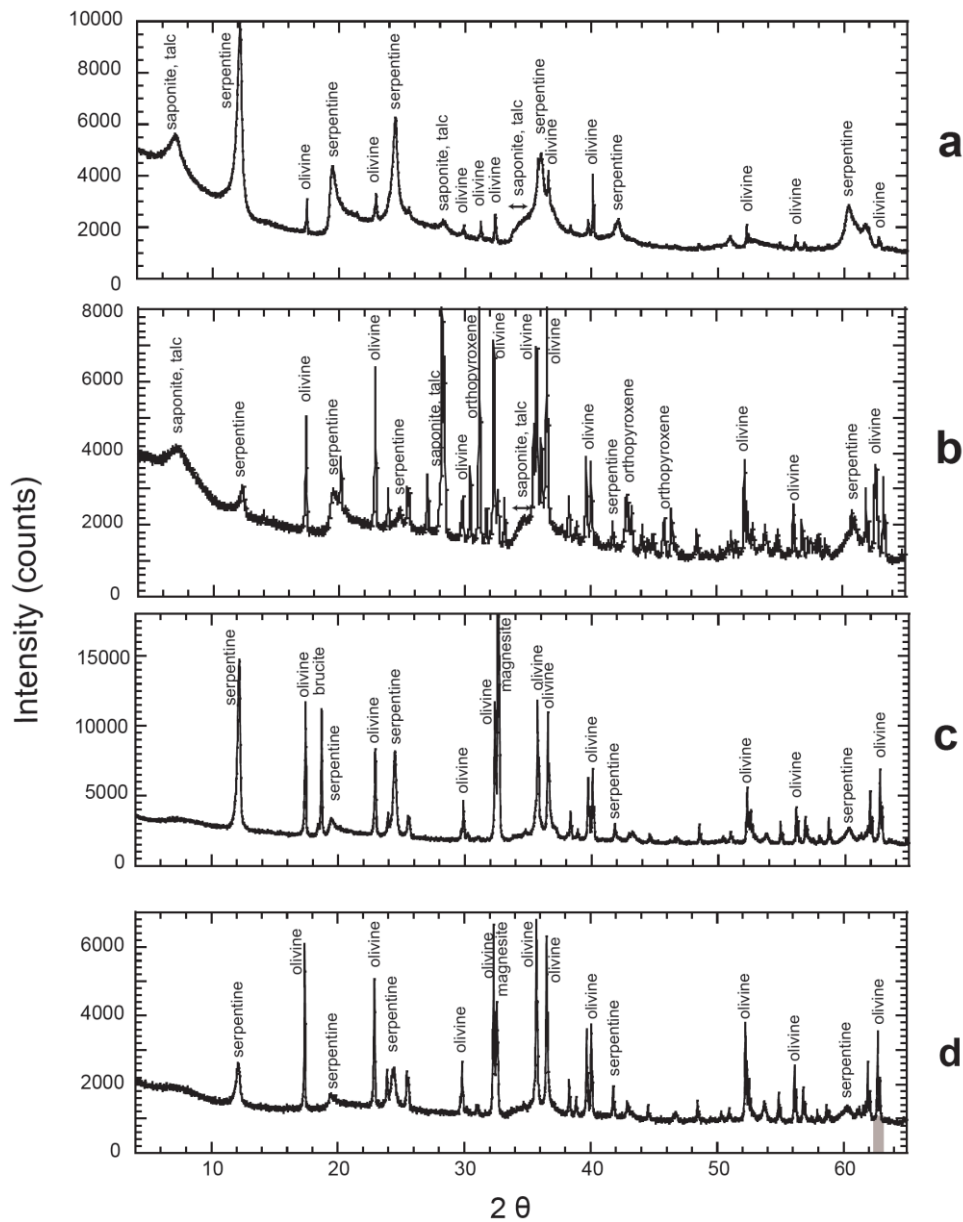 10000
8000
6000
4000
2000
0
saponite, talc
serpentine
olivine
serpentine
olivine
serpentine
saponite, talc
olivine
olivine
olivine
saponite, talc
serpentine
olivine
olivine
serpentine
olivine
olivine
serpentine
olivine
a
8000
6000
4000
2000
0
saponite, talc
serpentine
olivine
serpentine
olivine
serpentine
saponite, talc
olivine
orthopyroxene
olivine
saponite, talc
olivine
olivine
olivine
serpentine
orthopyroxene
orthopyroxene
olivine
olivine
serpentine
olivine
b
Intensity (counts)
15000
10000
5000
0
serpentine
olivine
brucite
serpentine
olivine
serpentine
olivine
olivine
magnesite
olivine
olivine
olivine
serpentine
olivine
olivine
serpentine
olivine
c
6000
4000
2000
0
serpentine
olivine
serpentine
olivine
serpentine
olivine
olivine
magnesite
olivine
olivine
olivine
serpentine
olivine
olivine
serpentine
olivine
d
10 20 30 40 50 60
2 θ